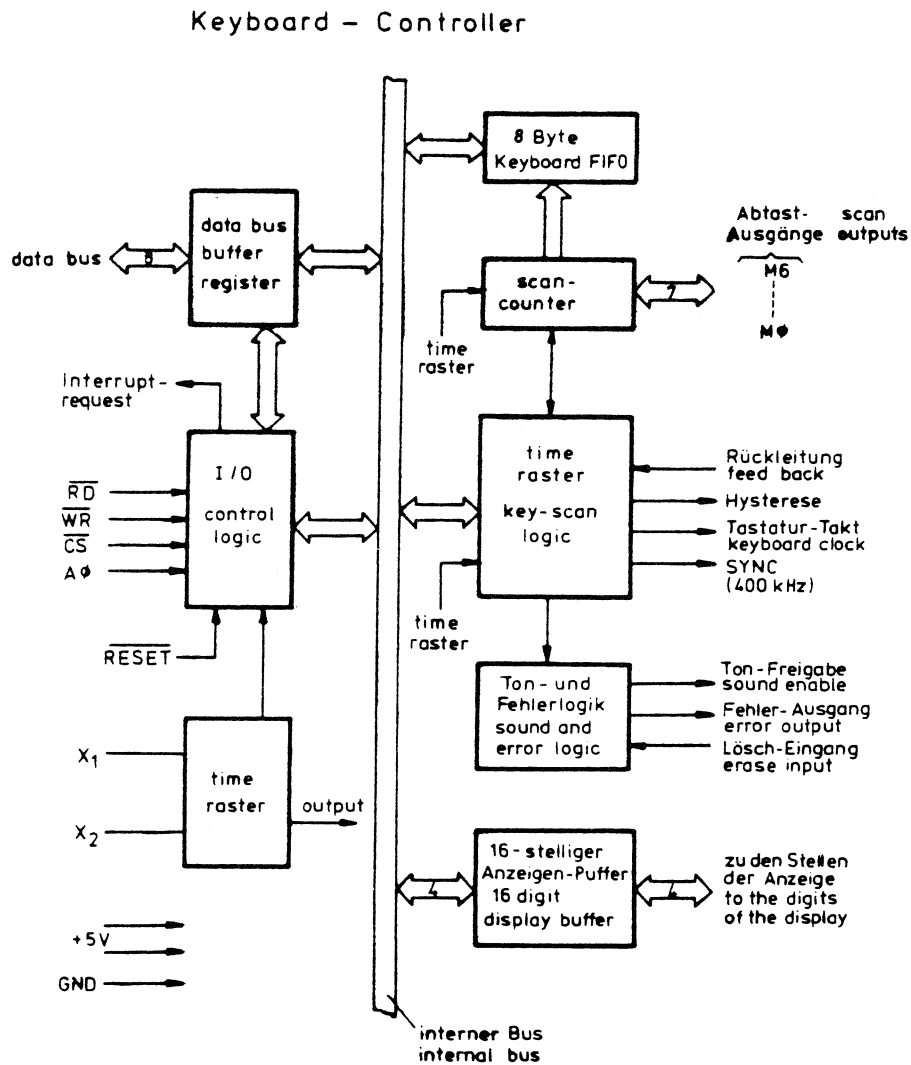 Keyboard – Controller
8 Byte
Keyboard FIFO
data bus
buffer
register
data bus
8
Abtast- scan
Ausgänge outputs
M6
MØ
scan-
counter
7
time
raster
Interrupt-
request
I/O
control
logic
RD
WR
CS
AØ
RESET
time
raster
key-scan
logic
Rückleitung
feed back
Hysterese
Tastatur-Takt
keyboard clock
SYNC
(400 kHz)
time
raster
Ton- und
Fehlerlogik
sound and
error logic
Ton-Freigabe
sound enable
Fehler-Ausgang
error output
Lösch-Eingang
erase input
X1
X2
time
raster
output
16-stelliger
Anzeigen-Puffer
16 digit
display buffer
4
4
zu den Stellen
der Anzeige
to the digits
of the display
+5V
GND
interner Bus
internal bus